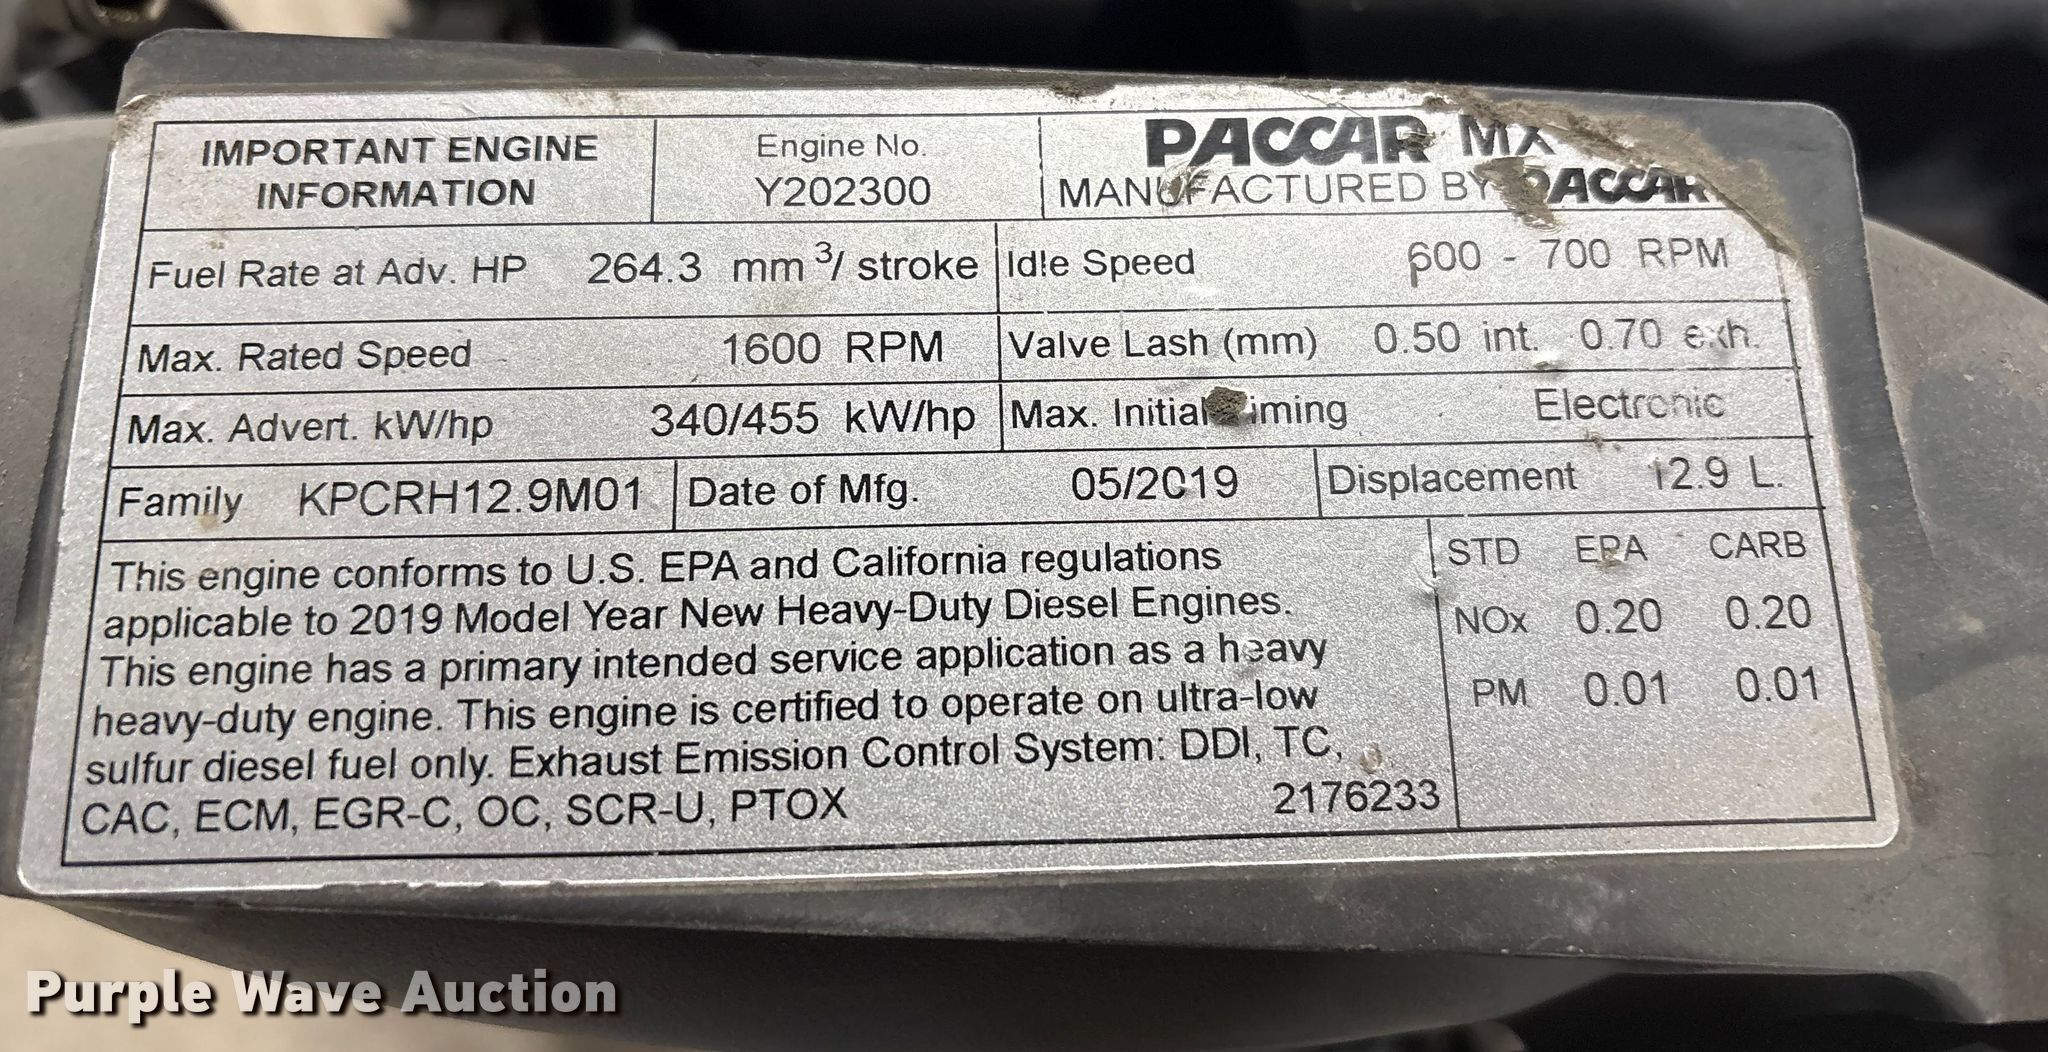 IMPORTANT ENGINE
INFORMATION
Engine No.
Y202300
PACCAR MX
MANUFACTURED BY PACCAR
Fuel Rate at Adv. HP 264.3 mm³/ stroke
Idle Speed 600 - 700 RPM
Max. Rated Speed 1600 RPM
Valve Lash (mm) 0.50 int. 0.70 exh.
Max. Advert. kW/hp 340/455 kW/hp
Max. Initial Timing Electronic
Family KPCRH12.9M01
Date of Mfg. 05/2019
Displacement 12.9 L.
This engine conforms to U.S. EPA and California regulations
applicable to 2019 Model Year New Heavy-Duty Diesel Engines.
This engine has a primary intended service application as a heavy
heavy-duty engine. This engine is certified to operate on ultra-low
sulfur diesel fuel only. Exhaust Emission Control System: DDI, TC,
CAC, ECM, EGR-C, OC, SCR-U, PTOX 2176233
STD EPA CARB
NOx 0.20 0.20
PM 0.01 0.01
Purple Wave Auction